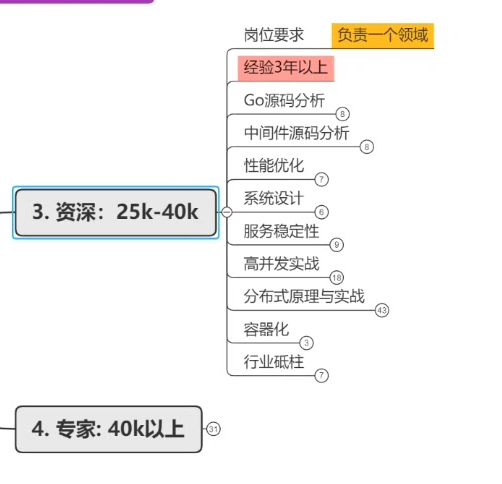 岗位要求 负责一个领域
经验3年以上
Go源码分析 8
中间件源码分析 8
性能优化 7
3. 资深：25k-40k
系统设计 6
服务稳定性 9
高并发实战 18
分布式原理与实战 43
容器化 3
行业砥柱 7
4. 专家: 40k以上 31